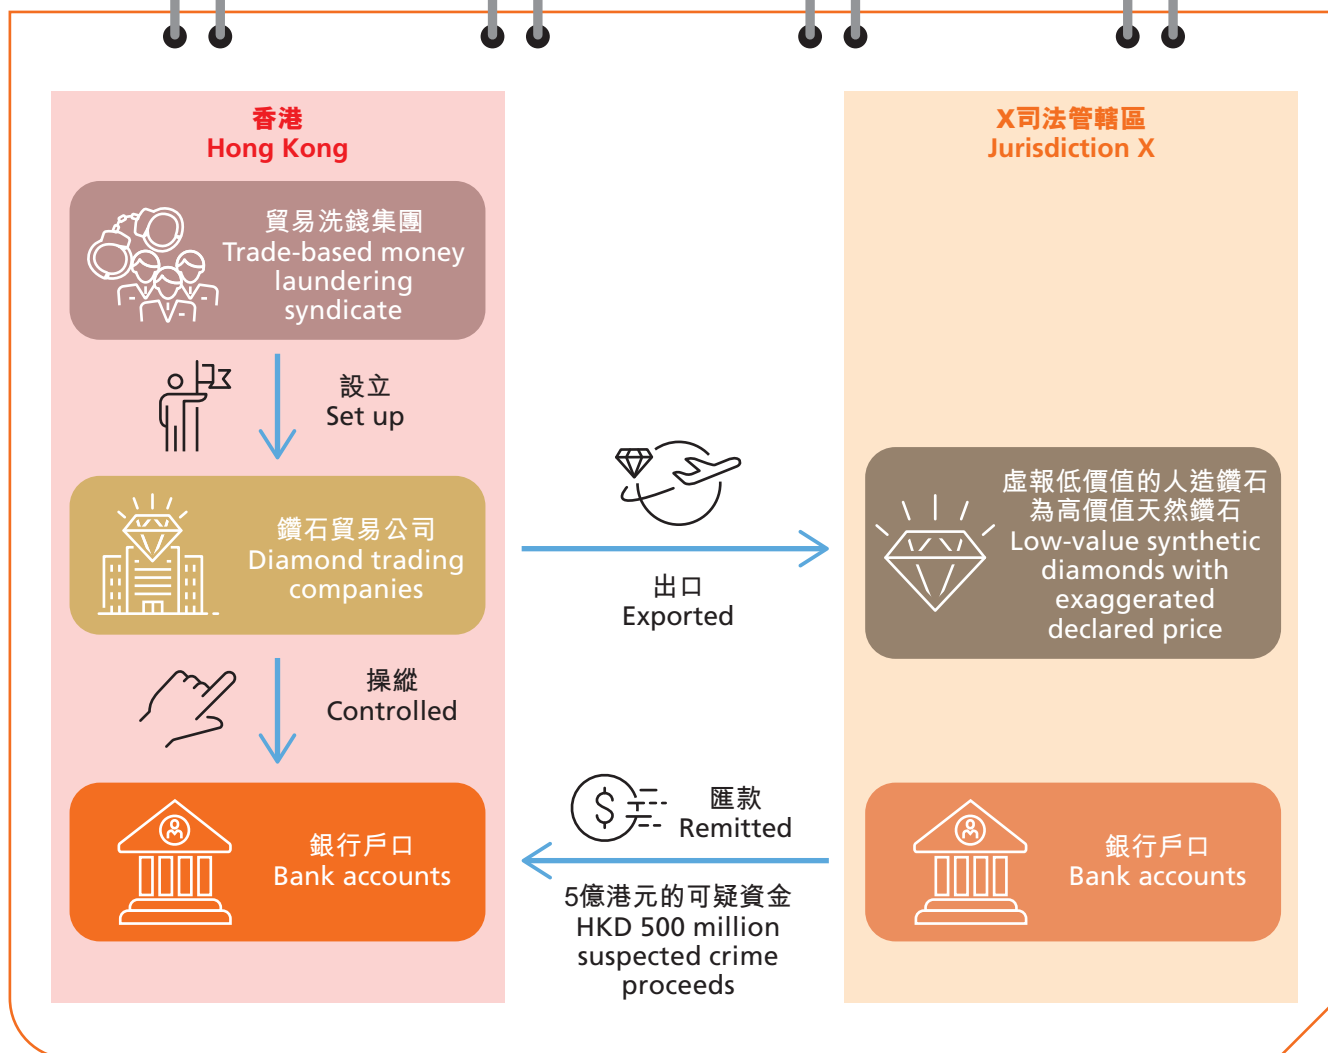 香港
Hong Kong
X司法管轄區
Jurisdiction X
貿易洗錢集團
Trade-based money
laundering
syndicate
設立
Set up
鑽石貿易公司
Diamond trading
companies
出口
Exported
虛報低價值的人造鑽石
為高價值天然鑽石
Low-value synthetic
diamonds with
exaggerated
declared price
操縱
Controlled
銀行戶口
Bank accounts
匯款
Remitted
5億港元的可疑資金
HKD 500 million
suspected crime
proceeds
銀行戶口
Bank accounts